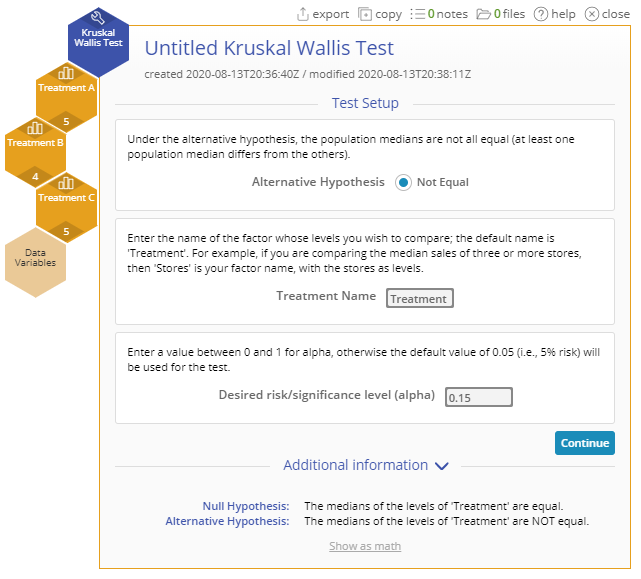 export copy 0 notes 0 files help close
Kruskal
Wallis Test
Untitled Kruskal Wallis Test
created 2020-08-13T20:36:40Z / modified 2020-08-13T20:38:11Z
Treatment A
5
Treatment B
4
Treatment C
5
Data
Variables
Test Setup
Under the alternative hypothesis, the population medians are not all equal (at least one
population median differs from the others).
Alternative Hypothesis Not Equal
Enter the name of the factor whose levels you wish to compare; the default name is
'Treatment'. For example, if you are comparing the median sales of three or more stores,
then 'Stores' is your factor name, with the stores as levels.
Treatment Name Treatment
Enter a value between 0 and 1 for alpha, otherwise the default value of 0.05 (i.e., 5% risk) will
be used for the test.
Desired risk/significance level (alpha) 0.15
Continue
Additional information
Null Hypothesis: The medians of the levels of 'Treatment' are equal.
Alternative Hypothesis: The medians of the levels of 'Treatment' are NOT equal.
Show as math